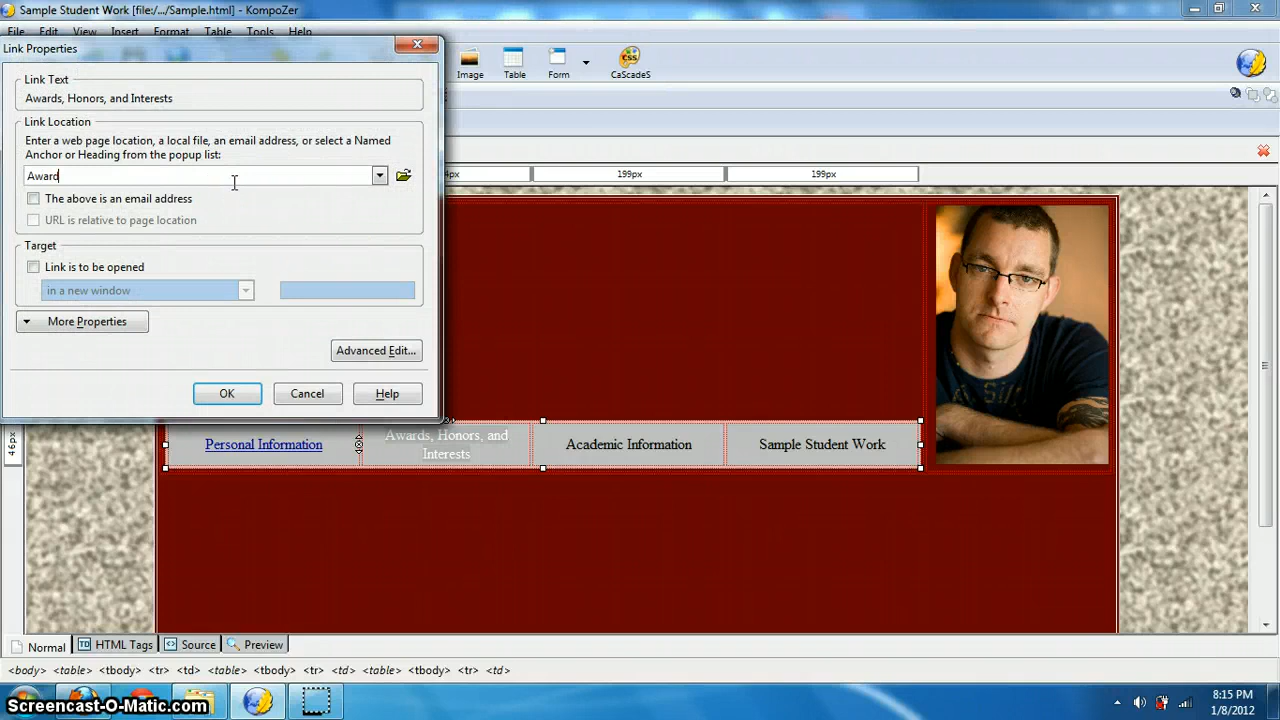 Sample Student Work [file:/.../Sample.html] - KompoZer
File Edit View Insert Format Table Tools Help
Link Properties
Image Table Form CaScadeS
Link Text
Awards, Honors, and Interests
Link Location
Enter a web page location, a local file, an email address, or select a Named
Anchor or Heading from the popup list:
Award
4px 199px 199px
The above is an email address
URL is relative to page location
Target
Link is to be opened
in a new window
More Properties
Advanced Edit...
OK Cancel Help
46px
Personal Information
Awards, Honors, and
Interests
Academic Information
Sample Student Work
Normal HTML Tags Source Preview
<body> <table> <tbody> <tr> <td> <table> <tbody> <tr> <td> <table> <tbody> <tr> <td>
Screencast-O-Matic.com
8:15 PM
1/8/2012